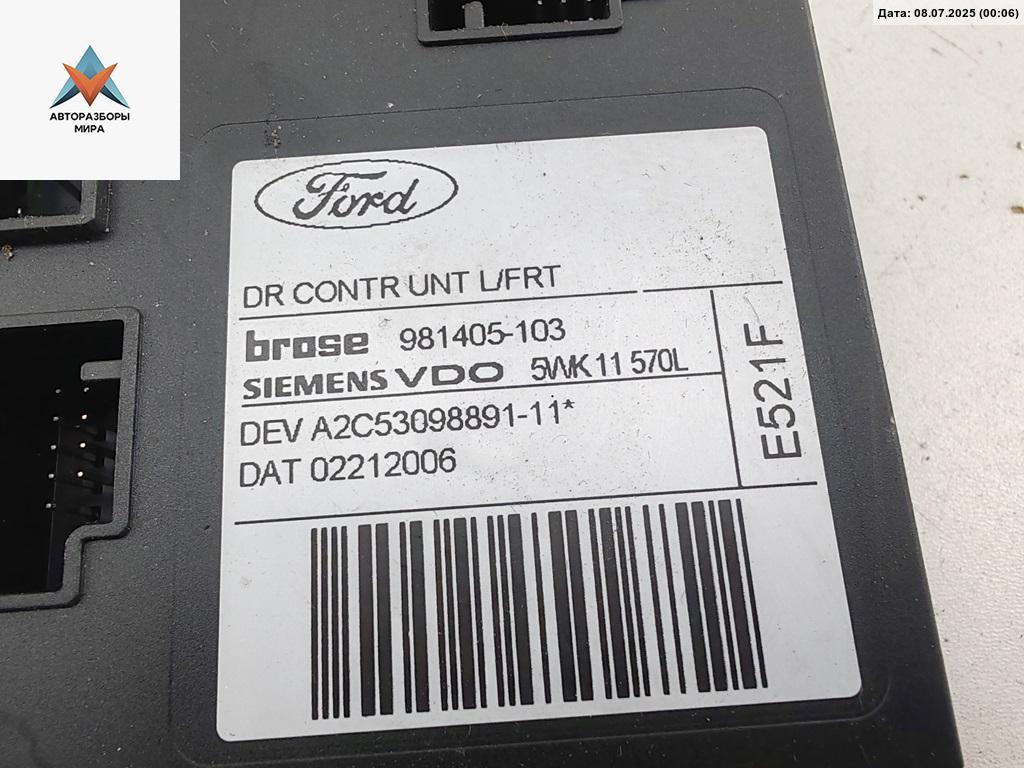 Дата: 08.07.2025 (00:06)
АВТОРАЗБОРЫ
МИРА
Ford
DR CONTR UNT L/FRT
brose 981405-103
SIEMENS VDO 5WK11 570L
E521F
DEV A2C53098891-11*
DAT 02212006